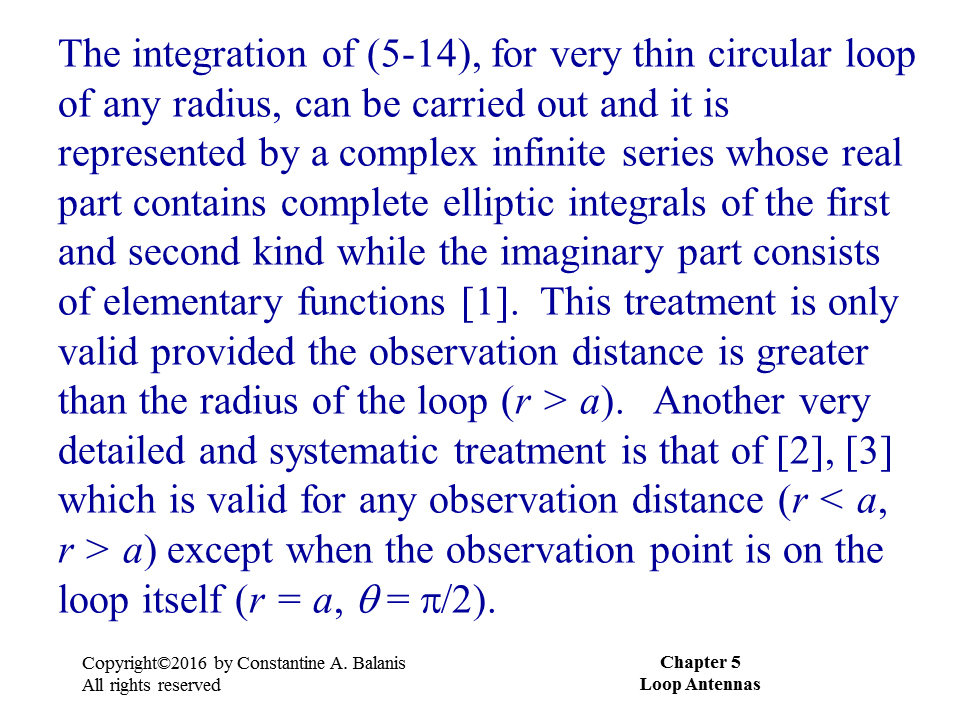 The integration of (5-14), for very thin circular loop
of any radius, can be carried out and it is
represented by a complex infinite series whose real
part contains complete elliptic integrals of the first
and second kind while the imaginary part consists
of elementary functions [1].  This treatment is only
valid provided the observation distance is greater
than the radius of the loop (r > a).   Another very
detailed and systematic treatment is that of [2], [3]
which is valid for any observation distance (r < a,
r > a) except when the observation point is on the
loop itself (r = a, θ = π/2).
Copyright©2016 by Constantine A. Balanis
All rights reserved
Chapter 5
Loop Antennas